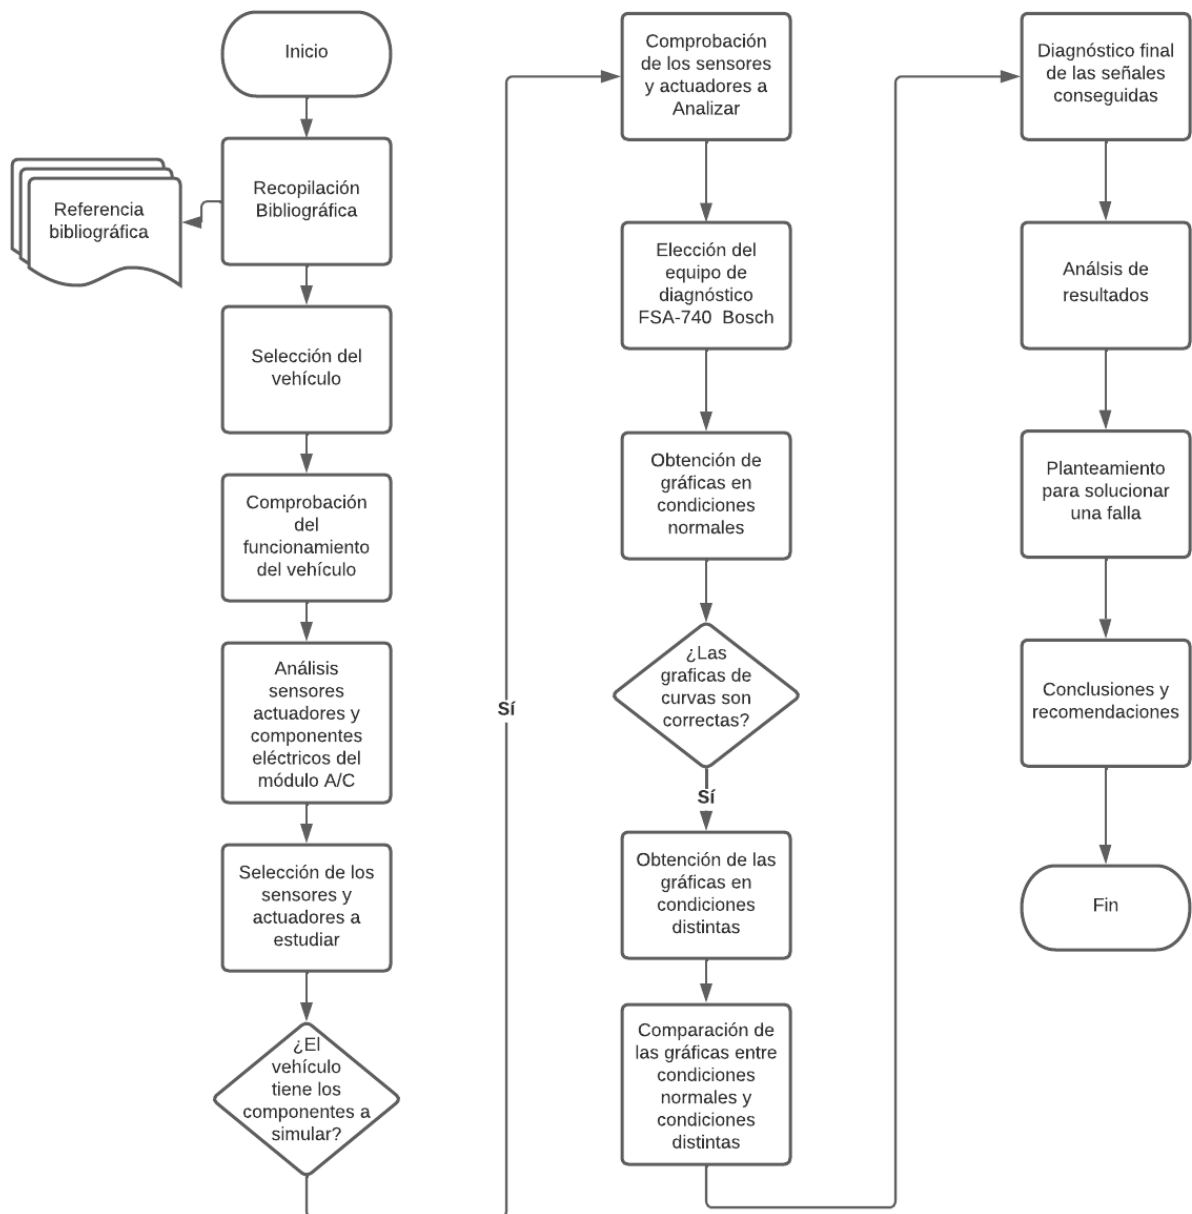 Inicio
Recopilación
Bibliográfica
Referencia
bibliográfica
Selección del
vehículo
Comprobación
del
funcionamiento
del vehículo
Análisis
sensores
actuadores y
componentes
eléctricos del
módulo A/C
Selección de los
sensores y
actuadores a
estudiar
¿El
vehículo
tiene los
componentes a
simular?
Sí
Comprobación
de los sensores
y actuadores a
Analizar
Elección del
equipo de
diagnóstico
FSA-740 Bosch
Obtención de
gráficas en
condiciones
normales
¿Las
graficas de
curvas son
correctas?
Sí
Obtención de las
gráficas en
condiciones
distintas
Comparación de
las gráficas entre
condiciones
normales y
condiciones
distintas
Diagnóstico final
de las señales
conseguidas
Análsis de
resultados
Planteamiento
para solucionar
una falla
Conclusiones y
recomendaciones
Fin